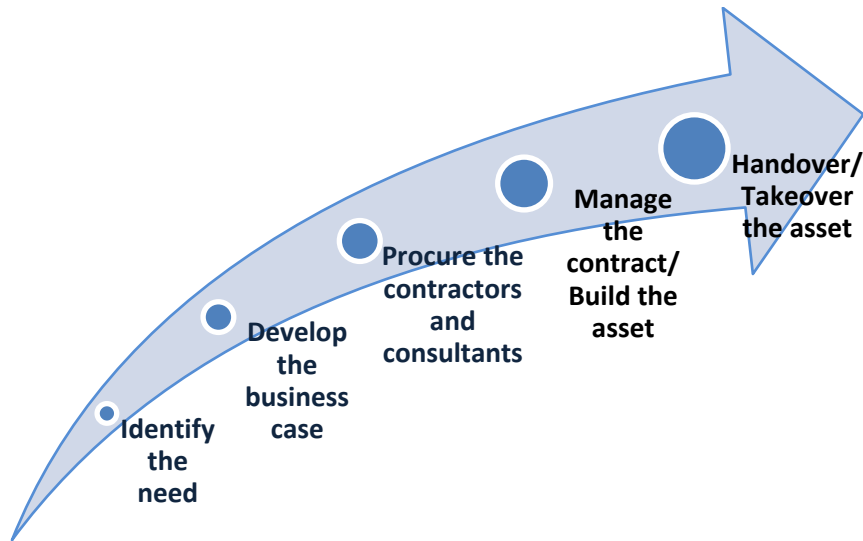 Identify
the
need
Develop
the
business
case
Procure the
contractors
and
consultants
Manage
the
contract/
Build the
asset
Handover/
Takeover
the asset